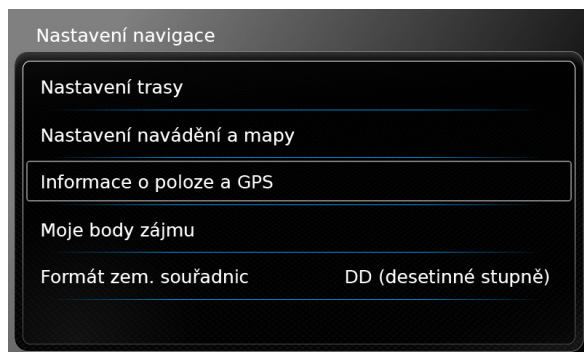 Nastavení navigace
Nastavení trasy
Nastavení navádění a mapy
Informace o poloze a GPS
Moje body zájmu
Formát zem. souřadnic DD (desetinné stupně)